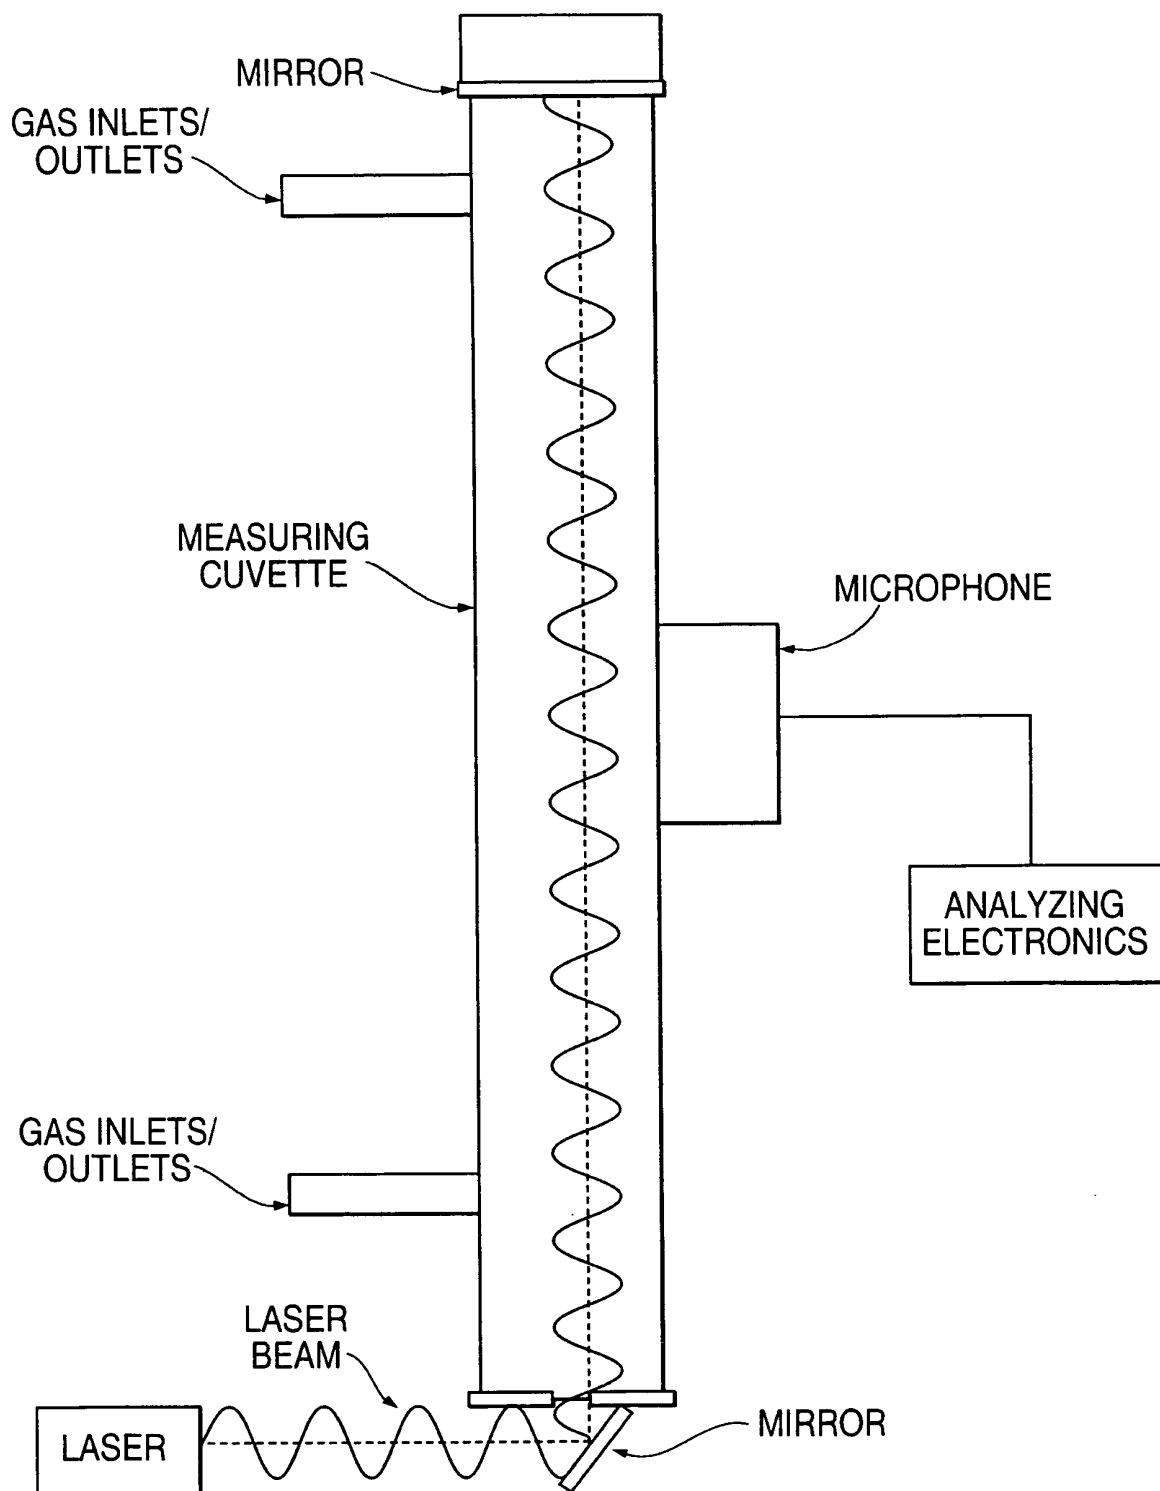 MIRROR
GAS INLETS/
OUTLETS
MEASURING
CUVETTE
MICROPHONE
ANALYZING
ELECTRONICS
GAS INLETS/
OUTLETS
LASER
BEAM
LASER
MIRROR